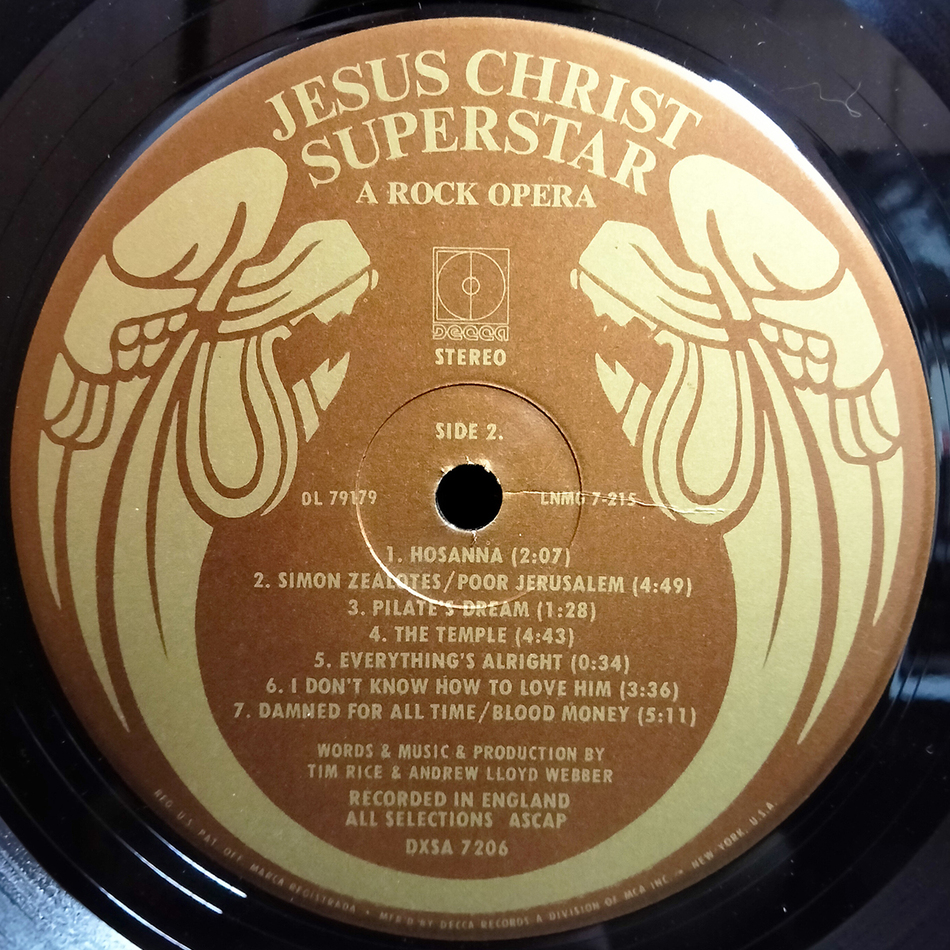 JESUS CHRIST
SUPERSTAR
A ROCK OPERA
DECCA
STEREO
SIDE 2.
DL 79179
LNMG 7-215
1. HOSANNA (2:07)
2. SIMON ZEALOTES/POOR JERUSALEM (4:49)
3. PILATE'S DREAM (1:28)
4. THE TEMPLE (4:43)
5. EVERYTHING'S ALRIGHT (0:34)
6. I DON'T KNOW HOW TO LOVE HIM (3:36)
7. DAMNED FOR ALL TIME/BLOOD MONEY (5:11)
WORDS & MUSIC & PRODUCTION BY
TIM RICE & ANDREW LLOYD WEBBER
RECORDED IN ENGLAND
ALL SELECTIONS ASCAP
DXSA 7206
REG. U.S. PAT. OFF. MARCA REGISTRADA • MF'D BY DECCA RECORDS A DIVISION OF MCA INC. • NEW YORK, U.S.A.